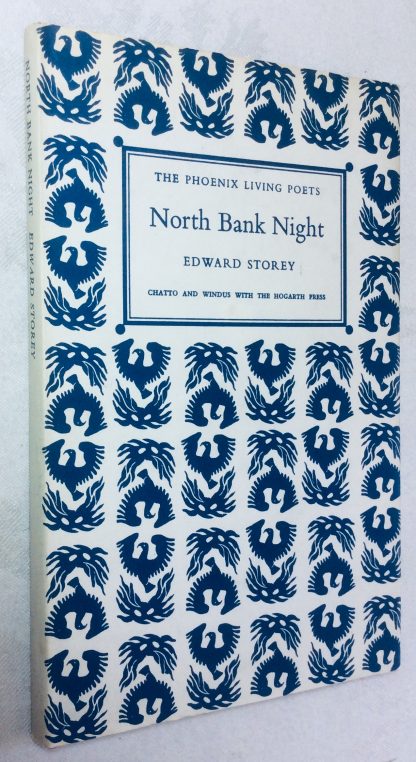 NORTH BANK NIGHT EDWARD STOREY
THE PHOENIX LIVING POETS
North Bank Night
EDWARD STOREY
CHATTO AND WINDUS WITH THE HOGARTH PRESS